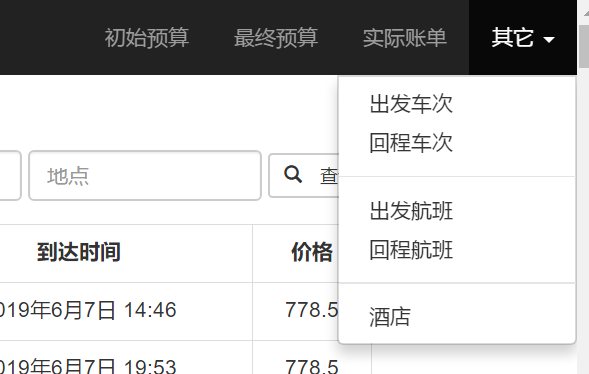 初始预算 最终预算 实际账单 其它
出发车次
回程车次
地点
出发航班
回程航班
到达时间 价格
019年6月7日 14:46 778.5
酒店
019年6月7日 19:53 778.5